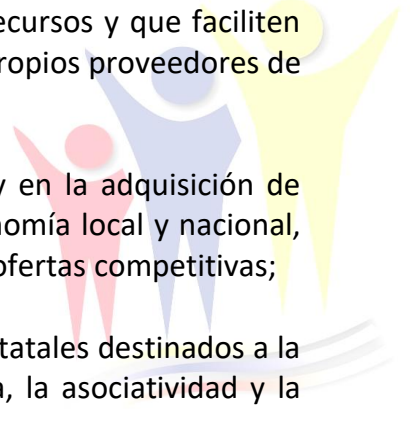 ecursos y que faciliten
ropios proveedores de
y en la adquisición de
nomía local y nacional,
ofertas competitivas;
tatales destinados a la
a, la asociatividad y la